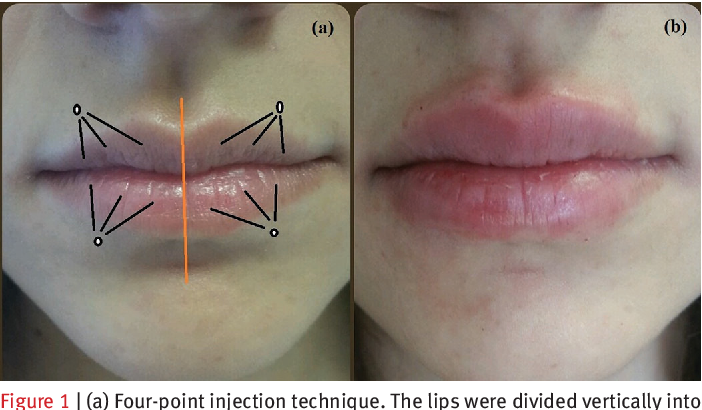 (a)
(b)
Figure 1 | (a) Four-point injection technique. The lips were divided vertically into